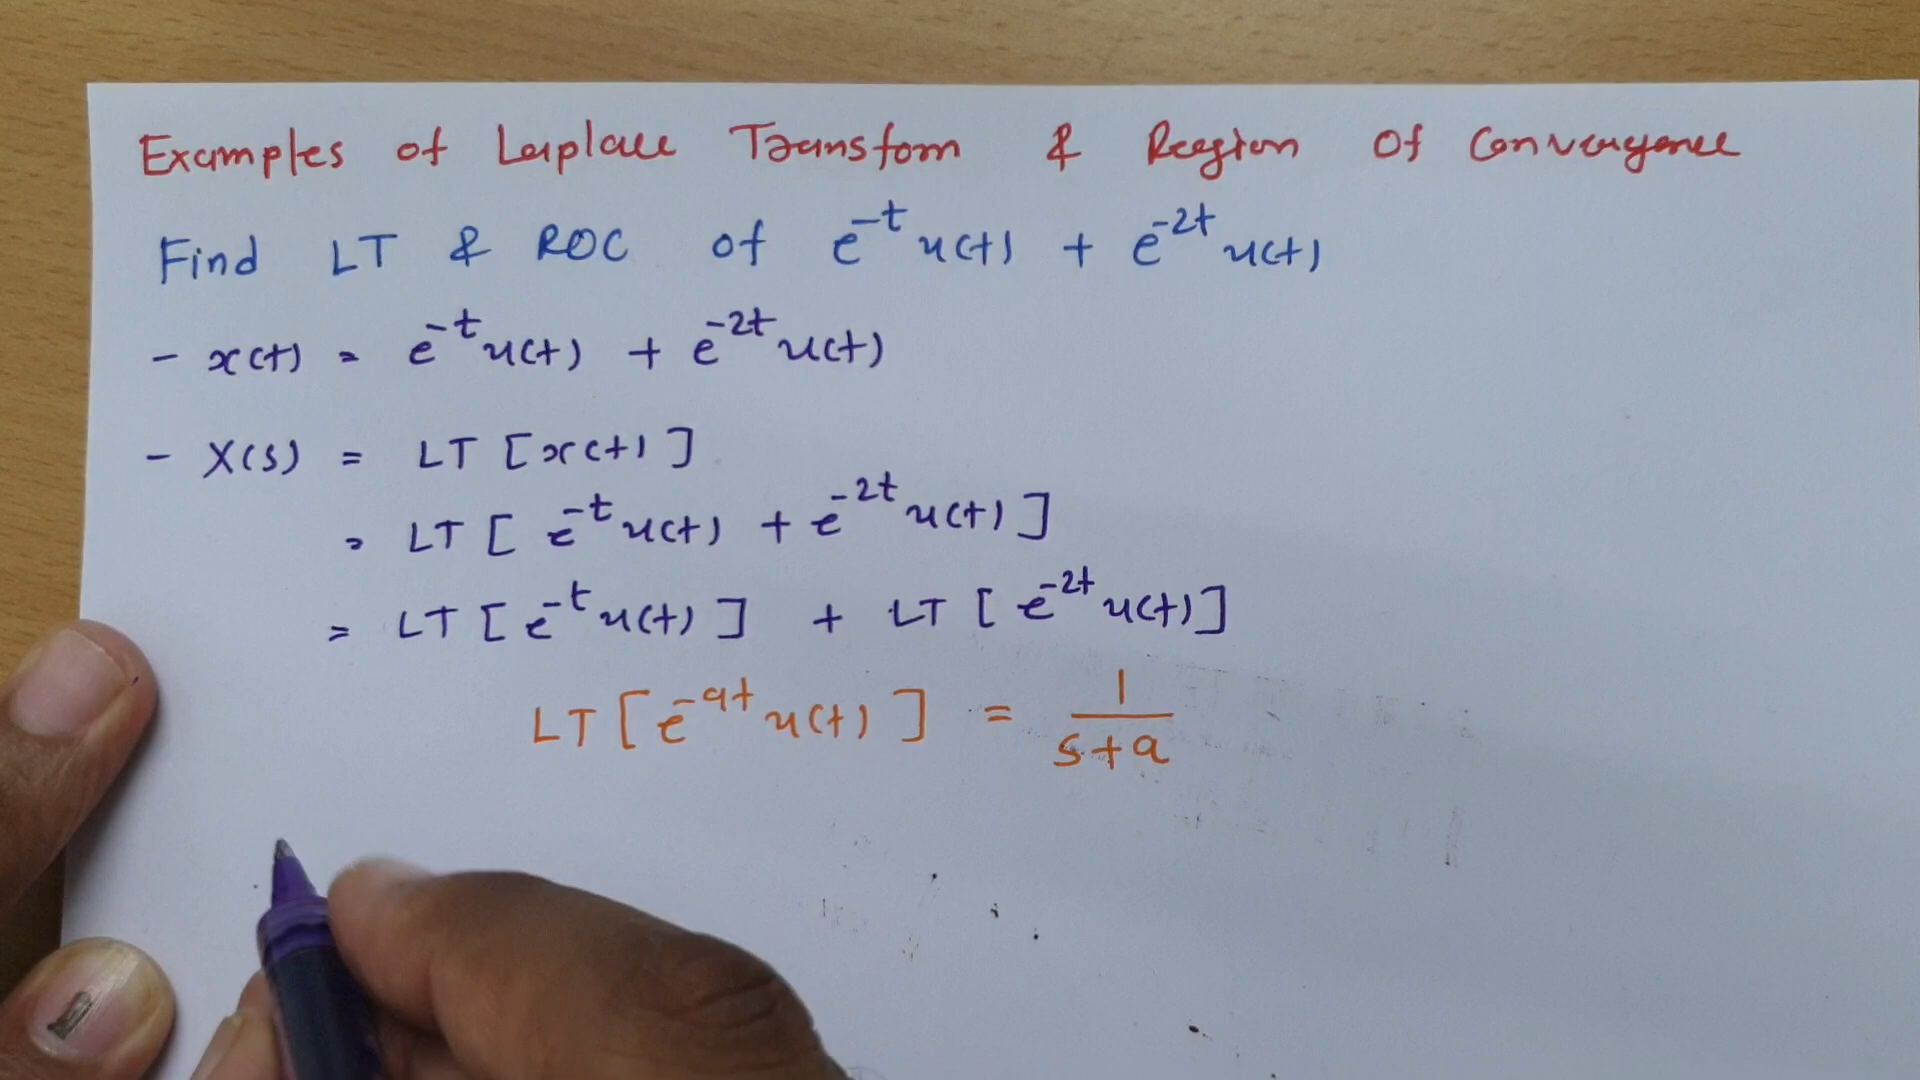 Examples of Laplace Transform & Region Of Convergence
Find LT & ROC of e^-t u(t) + e^-2t u(t)
- x(t) = e^-t u(t) + e^-2t u(t)
- X(s) = LT [x(t)]
= LT [e^-t u(t) + e^-2t u(t)]
= LT [e^-t u(t)] + LT [e^-2t u(t)]
LT [e^-at u(t)] = 1/(s+a)